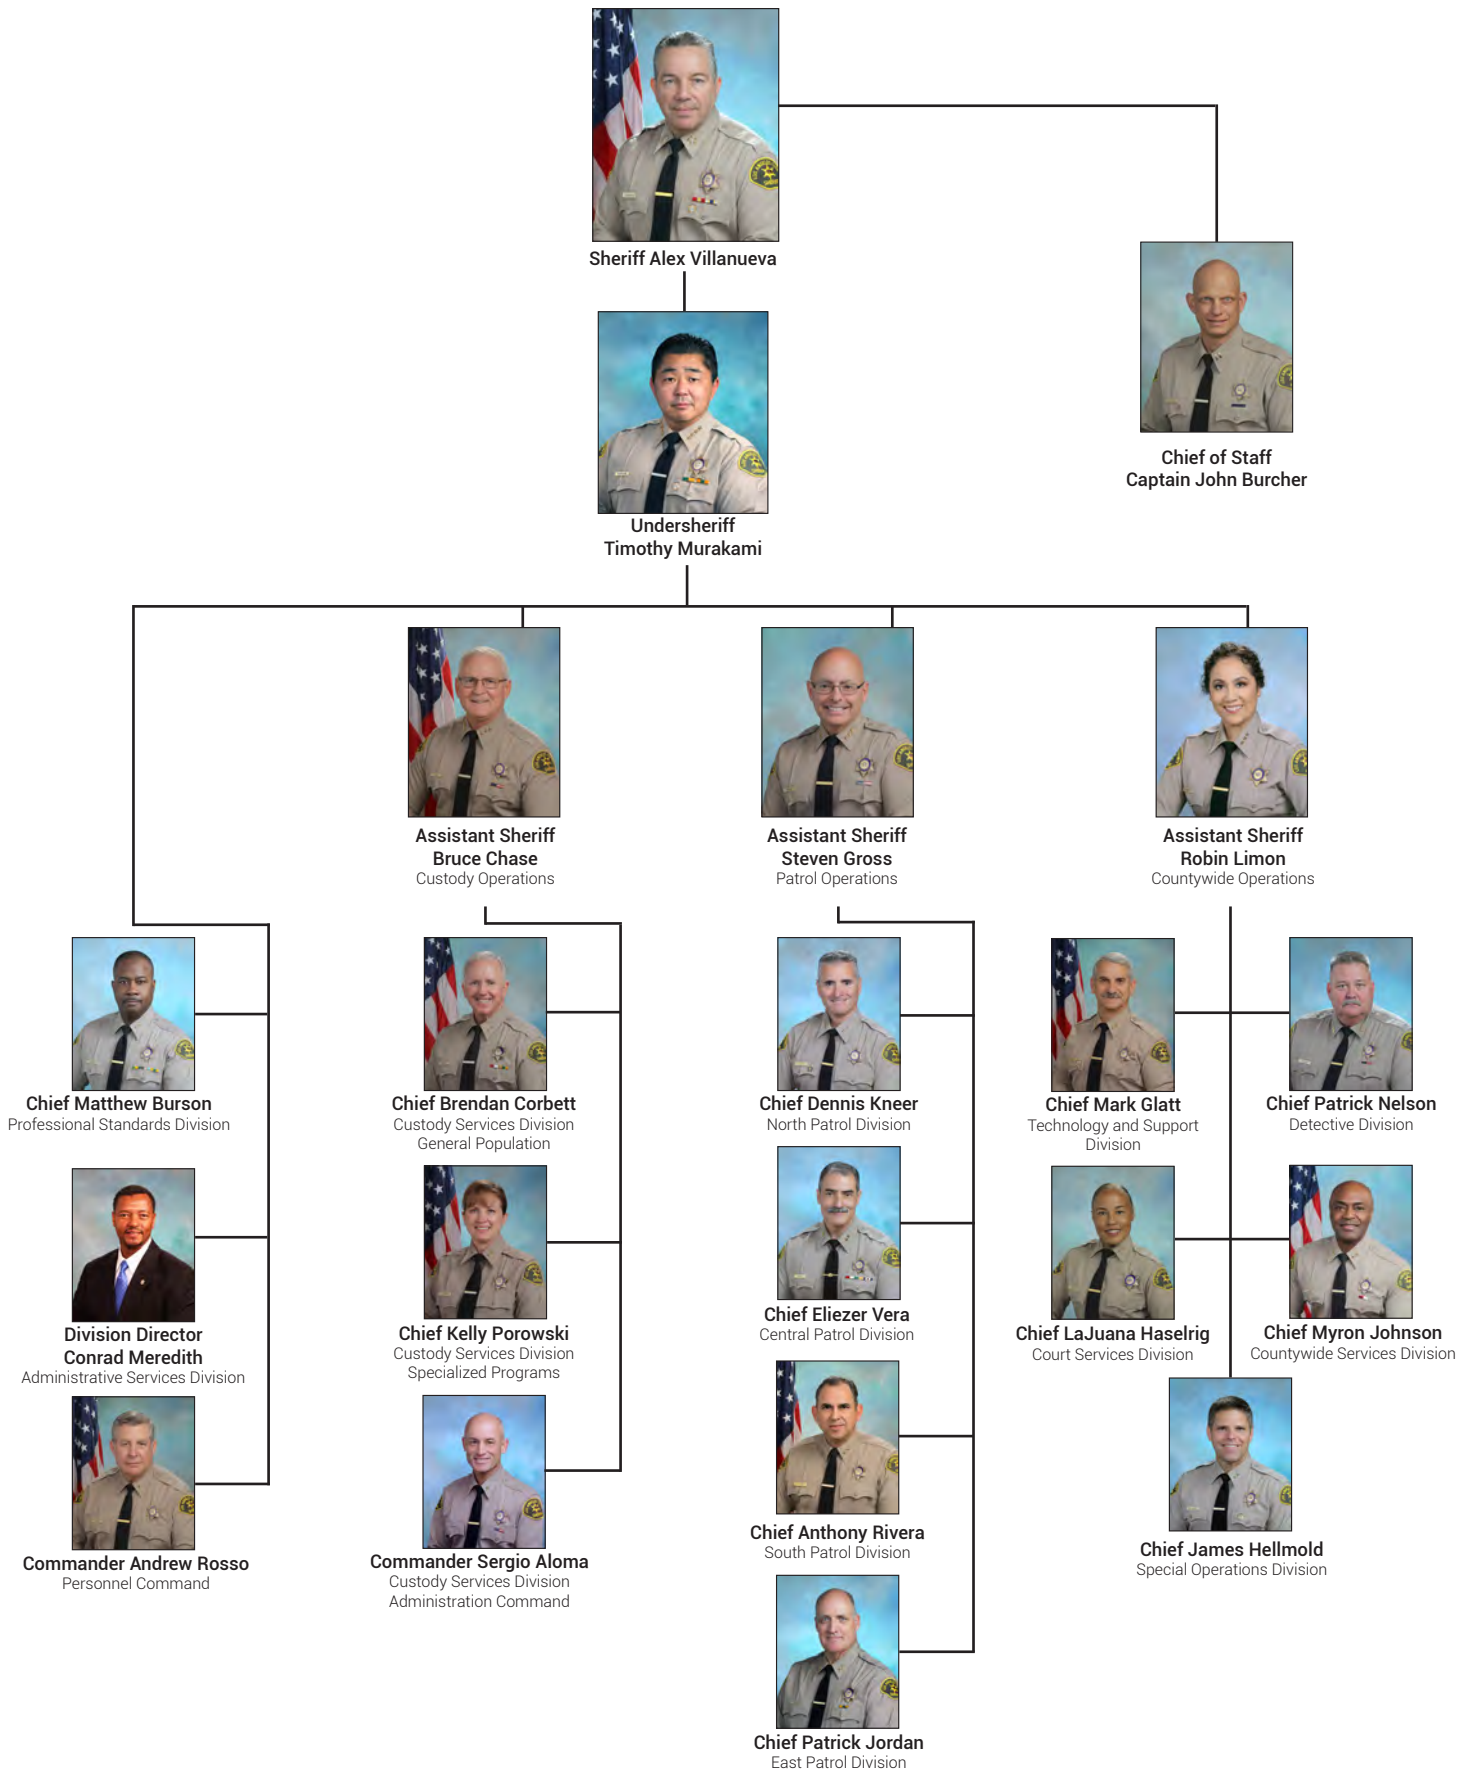 Sheriff Alex Villanueva
Chief of Staff
Captain John Burcher
Undersheriff
Timothy Murakami
Assistant Sheriff
Bruce Chase
Custody Operations
Assistant Sheriff
Steven Gross
Patrol Operations
Assistant Sheriff
Robin Limon
Countywide Operations
Chief Matthew Burson
Professional Standards Division
Division Director
Conrad Meredith
Administrative Services Division
Commander Andrew Rosso
Personnel Command
Chief Brendan Corbett
Custody Services Division
General Population
Chief Kelly Porowski
Custody Services Division
Specialized Programs
Commander Sergio Aloma
Custody Services Division
Administration Command
Chief Dennis Kneer
North Patrol Division
Chief Eliezer Vera
Central Patrol Division
Chief Anthony Rivera
South Patrol Division
Chief Patrick Jordan
East Patrol Division
Chief Mark Glatt
Technology and Support
Division
Chief Patrick Nelson
Detective Division
Chief LaJuana Haselrig
Court Services Division
Chief Myron Johnson
Countywide Services Division
Chief James Hellmold
Special Operations Division